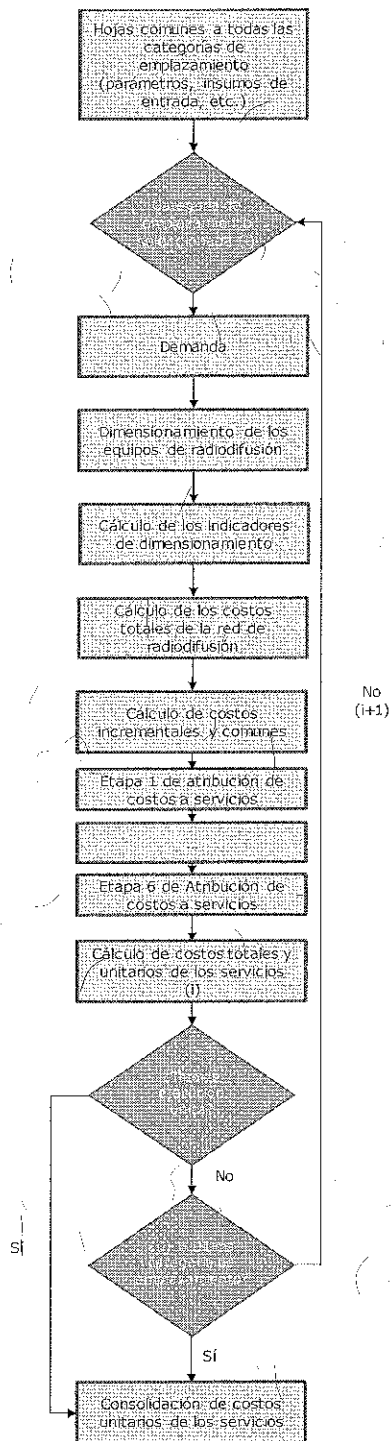 Hojas comunes a todas las
categorías de
emplazamiento
(parámetros, insumos de
entrada, etc.)
Demanda
Dimensionamiento de los
equipos de radiodifusión
Cálculo de los indicadores
de dimensionamiento
Cálculo de los costos
totales de la red de
radiodifusión
No
(i+1)
Cálculo de costos
incrementales y comunes
Etapa 1 de atribución de
costos a servicios
...
Etapa 6 de Atribución de
costos a servicios
Cálculo de costos totales y
unitarios de los servicios
(i)
No
Sí
Sí
Consolidación de costos
unitarios de los servicios